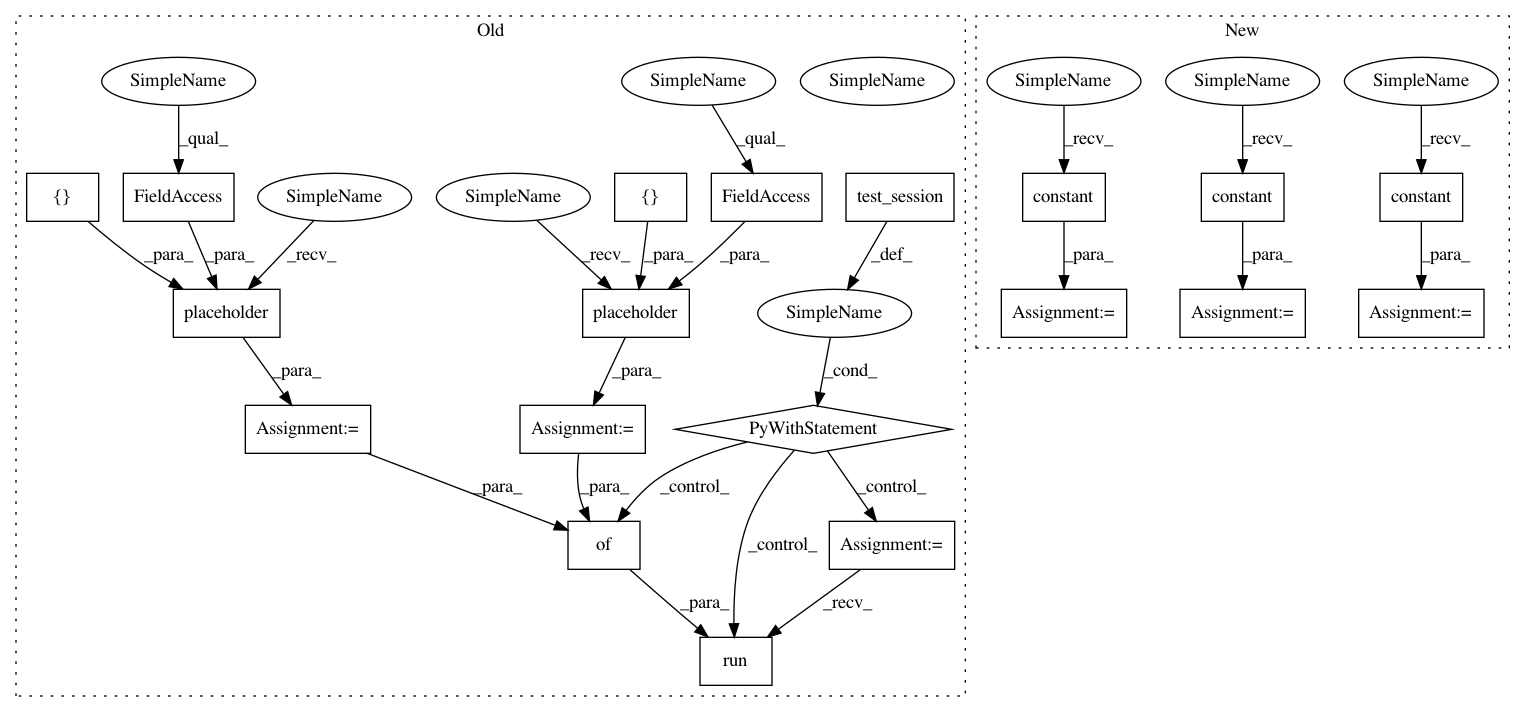 Old
New
SimpleName
SimpleName
SimpleName
SimpleName
SimpleName
SimpleName
_qual_
_qual_
_recv_
_recv_
_recv_
{}
FieldAccess
SimpleName
SimpleName
{}
FieldAccess
test_session
constant
constant
constant
_para_
_para_
_recv_
_recv_
_para_
_para_
_def_
_para_
_para_
_para_
placeholder
placeholder
SimpleName
Assignment:=
Assignment:=
Assignment:=
_para_
_para_
_cond_
Assignment:=
Assignment:=
PyWithStatement
_para_
_para_
_control_
_control_
of
_control_
Assignment:=
_para_
_recv_
run